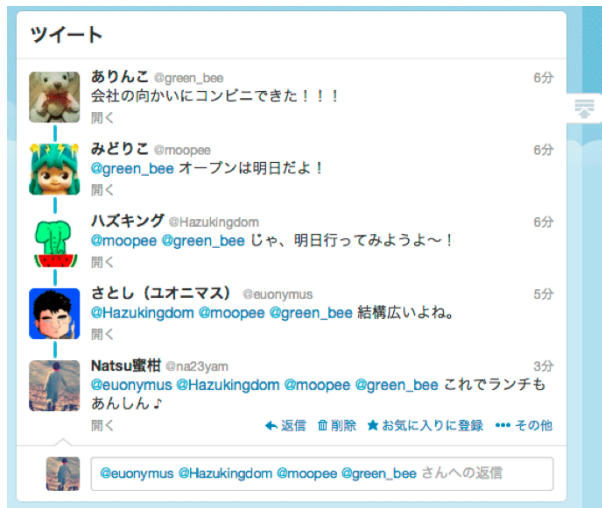 ツイート
ありんこ @green_bee 6分
会社の向かいにコンビニできた！！！
開く
みどりこ @moopee 6分
@green_bee オープンは明日だよ！
開く
ハズキング @Hazukingdom 6分
@moopee @green_bee じゃ、明日行ってみようよ〜！
開く
さとし（ユオニマス） @euonymus 5分
@Hazukingdom @moopee @green_bee 結構広いよね。
開く
Natsu蜜柑 @na23yam 3分
@euonymus @Hazukingdom @moopee @green_bee これでランチも
あんしん♪
開く 返信 削除 お気に入りに登録 その他
@euonymus @Hazukingdom @moopee @green_bee さんへの返信